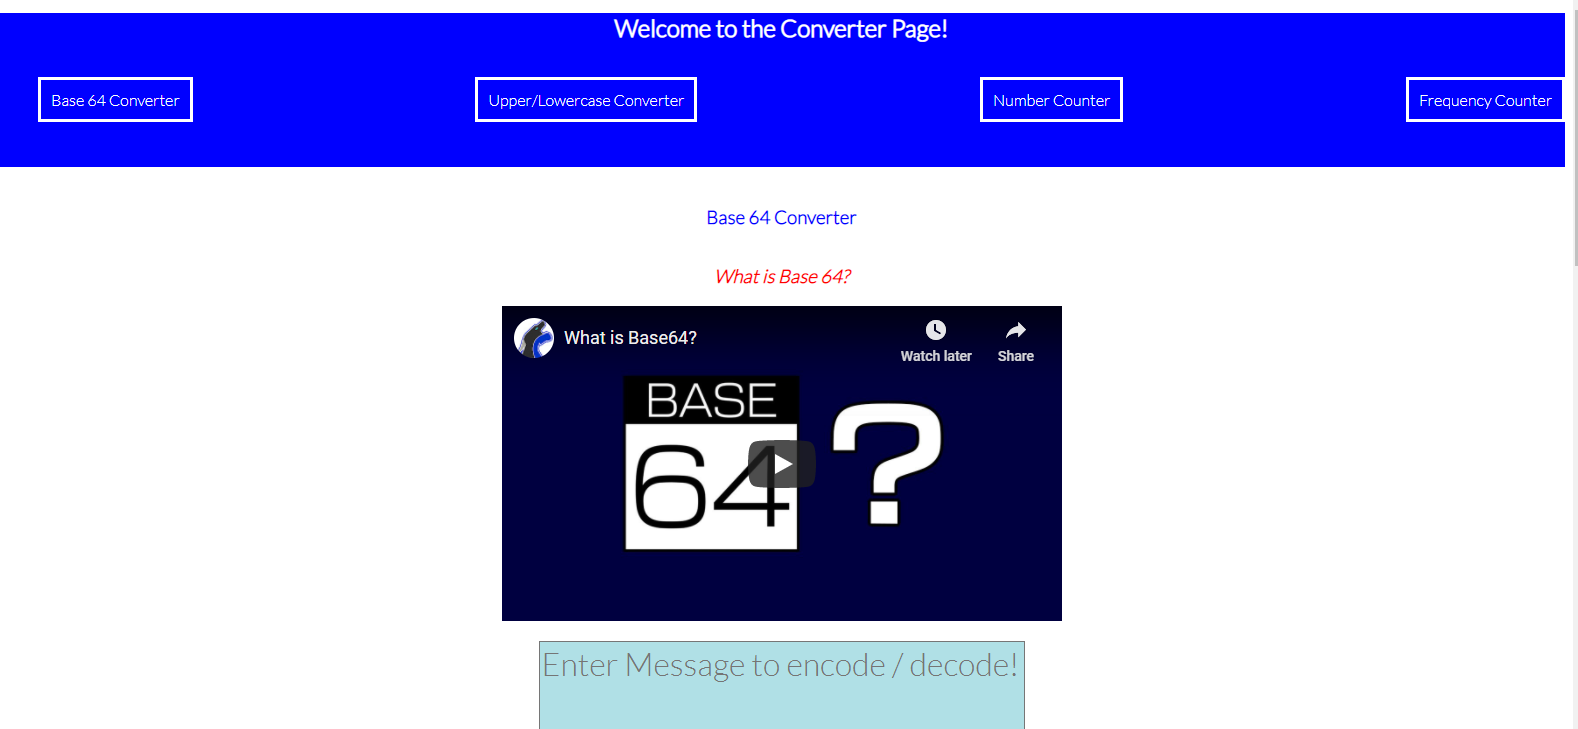 Welcome to the Converter Page!
Base 64 Converter
Upper/Lowercase Converter
Number Counter
Frequency Counter
Base 64 Converter
What is Base 64?
What is Base64?
Watch later
Share
BASE
64
?
Enter Message to encode / decode!